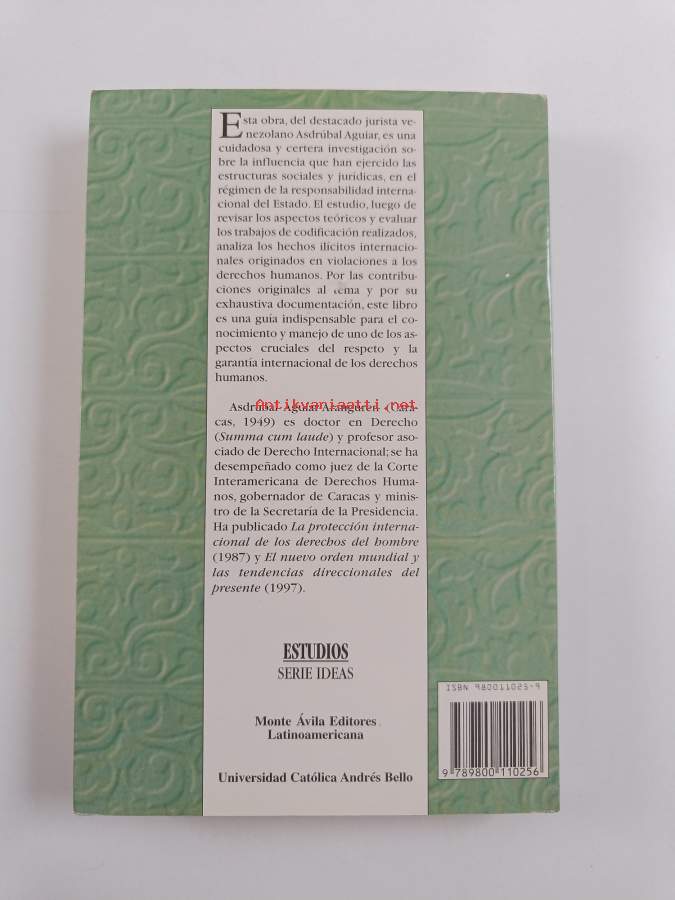 Esta obra, del destacado jurista ve-
nezolano Asdrúbal Aguiar, es una
cuidadosa y certera investigación so-
bre la influencia que han ejercido las
estructuras sociales y jurídicas, en el
régimen de la responsabilidad interna-
cional del Estado. El estudio, luego de
revisar los aspectos teóricos y evaluar
los trabajos de codificación realizados,
analiza los hechos ilícitos internacio-
nales originados en violaciones a los
derechos humanos. Por las contribu-
ciones originales al tema y por su
exhaustiva documentación, este libro
es una guía indispensable para el co-
nocimiento y manejo de uno de los as-
pectos cruciales del respeto y la
garantía internacional de los derechos
humanos.
Antikvariaatti.net
Asdrúbal Aguiar Aranguren (Cara-
cas, 1949) es doctor en Derecho
(Summa cum laude) y profesor aso-
ciado de Derecho Internacional; se ha
desempeñado como juez de la Corte
Interamericana de Derechos Huma-
nos, gobernador de Caracas y minis-
tro de la Secretaría de la Presidencia.
Ha publicado La protección interna-
cional de los derechos del hombre
(1987) y El nuevo orden mundial y
las tendencias direccionales del
presente (1997).
ESTUDIOS
SERIE IDEAS
Monte Ávila Editores
Latinoamericana
Universidad Católica Andrés Bello
ISBN 980011025-9
9 789800 110256